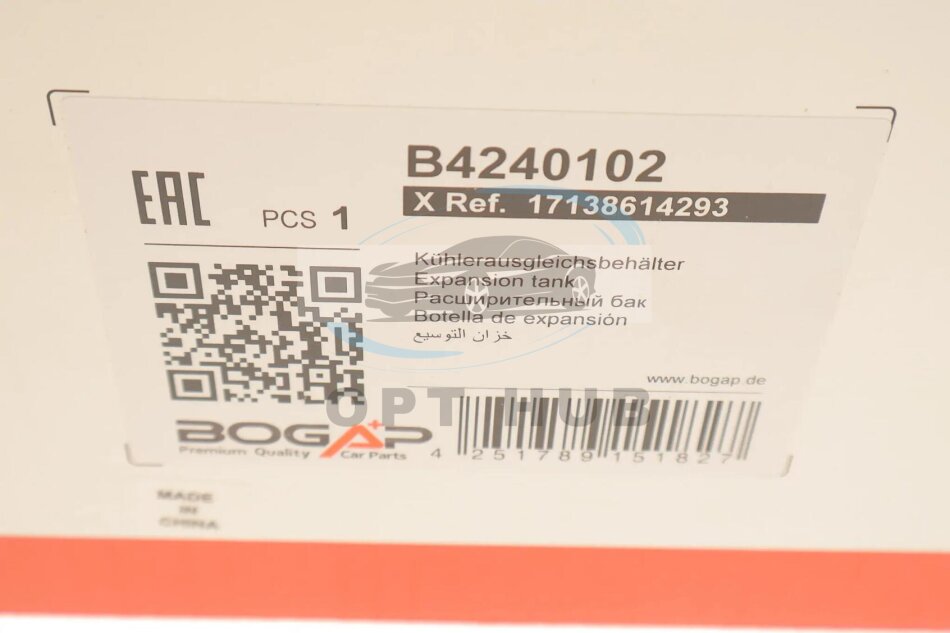 EAC
PCS 1
B4240102
X Ref. 17138614293
Kühlerausgleichsbehälter
Expansion tank
Расширительный бак
Botella de expansión
خزان التوسيع
www.bogap.de
OPT HUB
BOGAP
Premium Quality Car Parts
4 251789 151827
MADE
IN
CHINA